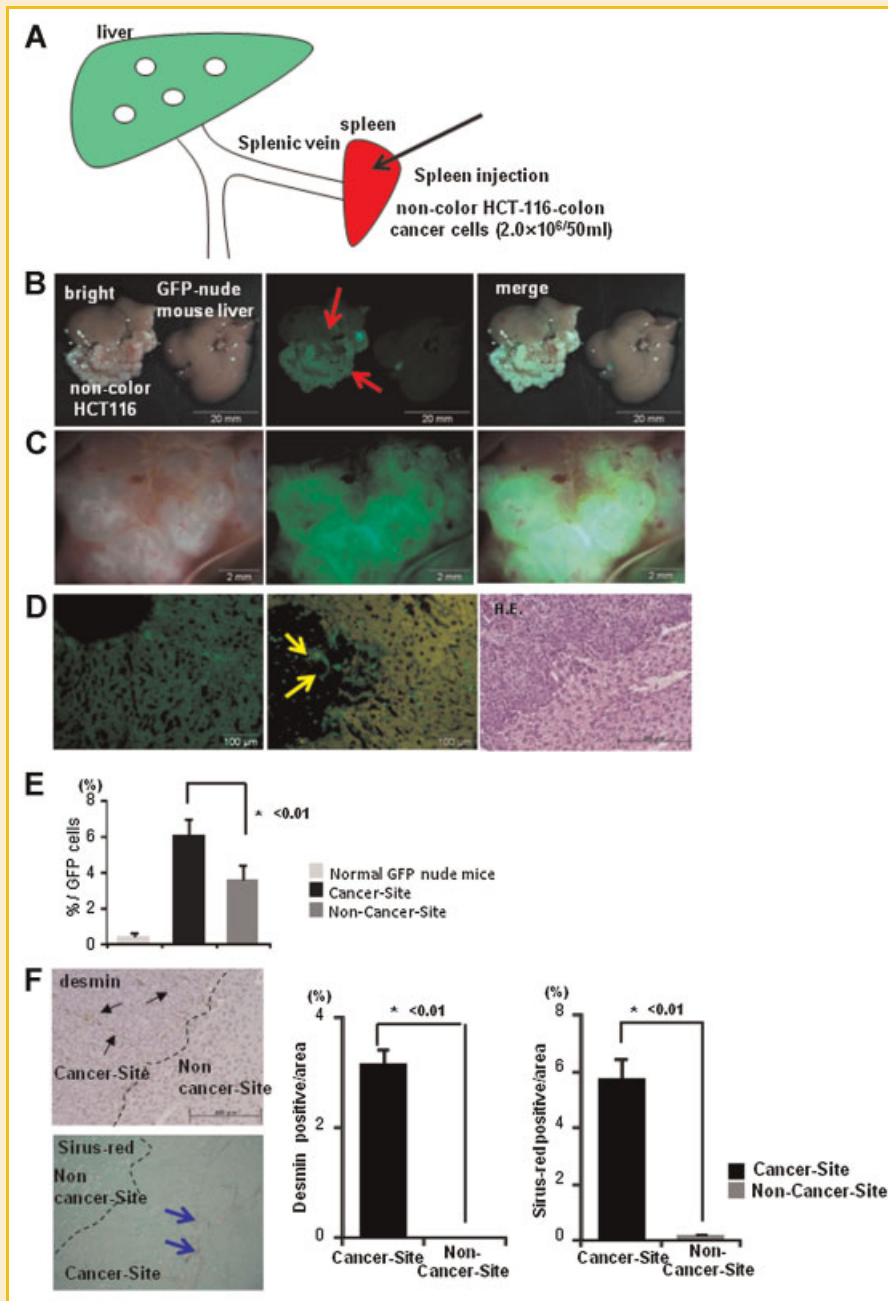 A
liver
spleen
Splenic vein
Spleen injection
non-color HCT-116-colon
cancer cells (2.0×10⁶/50ml)
B
bright
GFP-nude
mouse liver
non-color
HCT116
20 mm
20 mm
merge
20 mm
C
2 mm
2 mm
2 mm
D
100 µm
100 µm
H.E.
E
(%)
8
6
4
2
0
%/ GFP cells
* <0.01
Normal GFP nude mice
Cancer-Site
Non-Cancer-Site
F
desmin
Cancer-Site
Non
cancer-Site
Sirus-red
Non
cancer-Site
Cancer-Site
(%)
4
3
2
1
0
Desmin positive/area
* <0.01
Cancer-Site
Non-
Cancer-Site
(%)
8
6
4
2
0
Sirus-red positive/area
* <0.01
Cancer-Site
Non-
Cancer-Site
Cancer-Site
Non-Cancer-Site